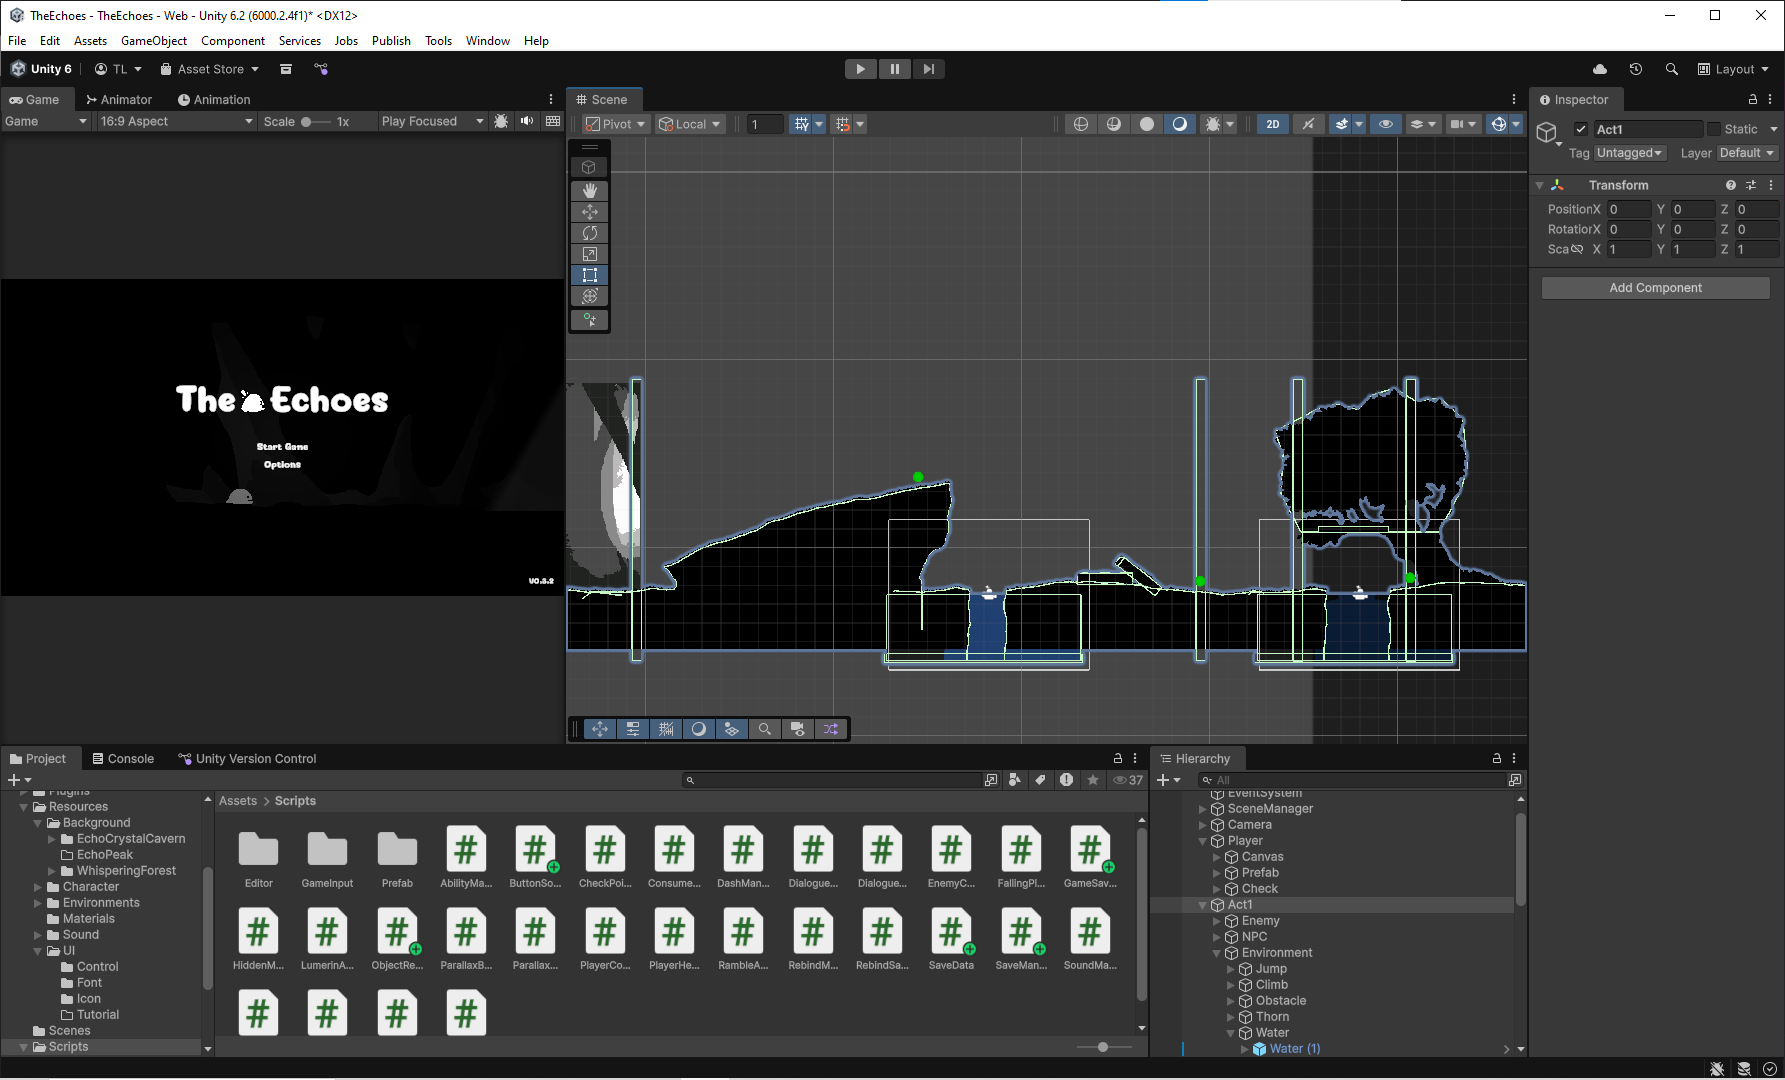 TheEchoes - TheEchoes - Web - Unity 6.2 (6000.2.4f1)* <DX12>
File Edit Assets GameObject Component Services Jobs Publish Tools Window Help
Unity 6 TL Asset Store Layout
Game Animator Animation
Game 16:9 Aspect Scale 1x Play Focused
The Echoes
Start Game
Options
V0.3.2
Scene
Pivot Local 1 2D
Inspector
Act1 Static
Tag Untagged Layer Default
Transform
Position X 0 Y 0 Z 0
Rotation X 0 Y 0 Z 0
Sca X 1 Y 1 Z 1
Add Component
Project Console Unity Version Control
37
Plugins
Resources
Background
EchoCrystalCavern
EchoPeak
WhisperingForest
Character
Environments
Materials
Sound
UI
Control
Font
Icon
Tutorial
Scenes
Scripts
Assets > Scripts
Editor GameInput Prefab AbilityMa... ButtonSo... CheckPoi... Consume... DashMan... Dialogue... Dialogue... EnemyC... FallingPl... GameSav...
HiddenM... LumerinA... ObjectRe... ParallaxB... Parallax... PlayerCo... PlayerHe... RambleA... RebindM... RebindSa... SaveData SaveMan... SoundMa...
Hierarchy
All
EventSystem
SceneManager
Camera
Player
Canvas
Prefab
Check
Act1
Enemy
NPC
Environment
Jump
Climb
Obstacle
Thorn
Water
Water (1)